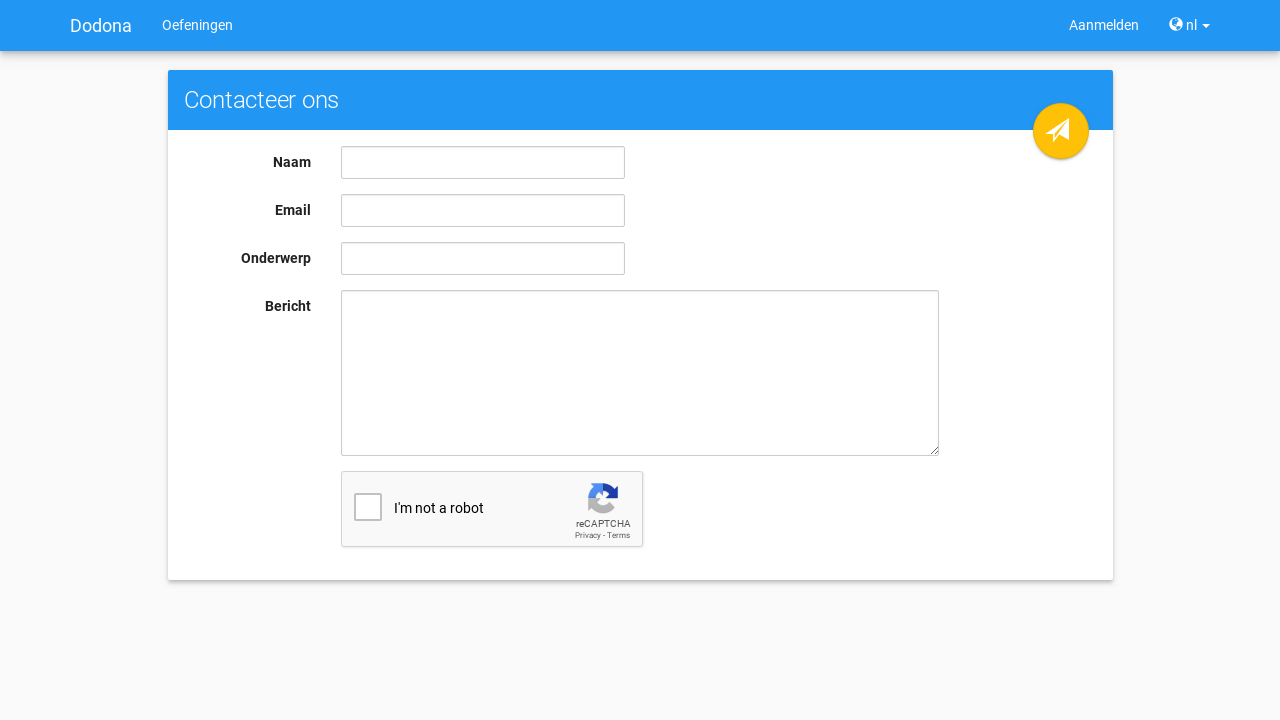 Dodona Oefeningen Aanmelden nl
Contacteer ons
Naam
Email
Onderwerp
Bericht
I'm not a robot
reCAPTCHA
Privacy - Terms